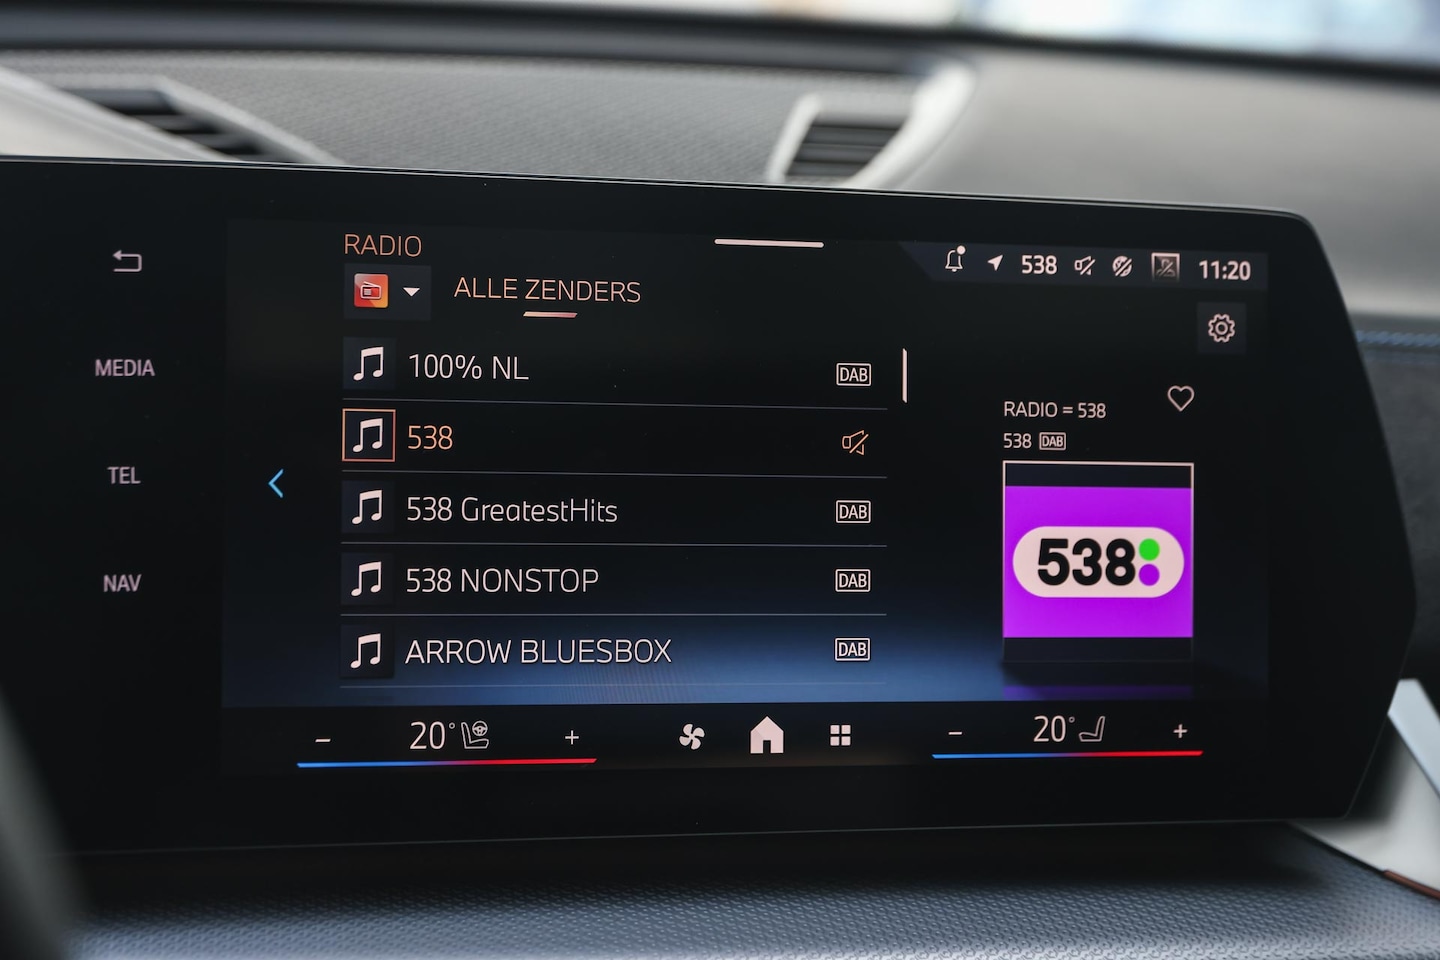 RADIO
ALLE ZENDERS
538 11:20
MEDIA
TEL
NAV
100% NL DAB
538
538 GreatestHits DAB
538 NONSTOP DAB
ARROW BLUESBOX DAB
RADIO = 538
538 DAB
538
− 20° +
− 20° +